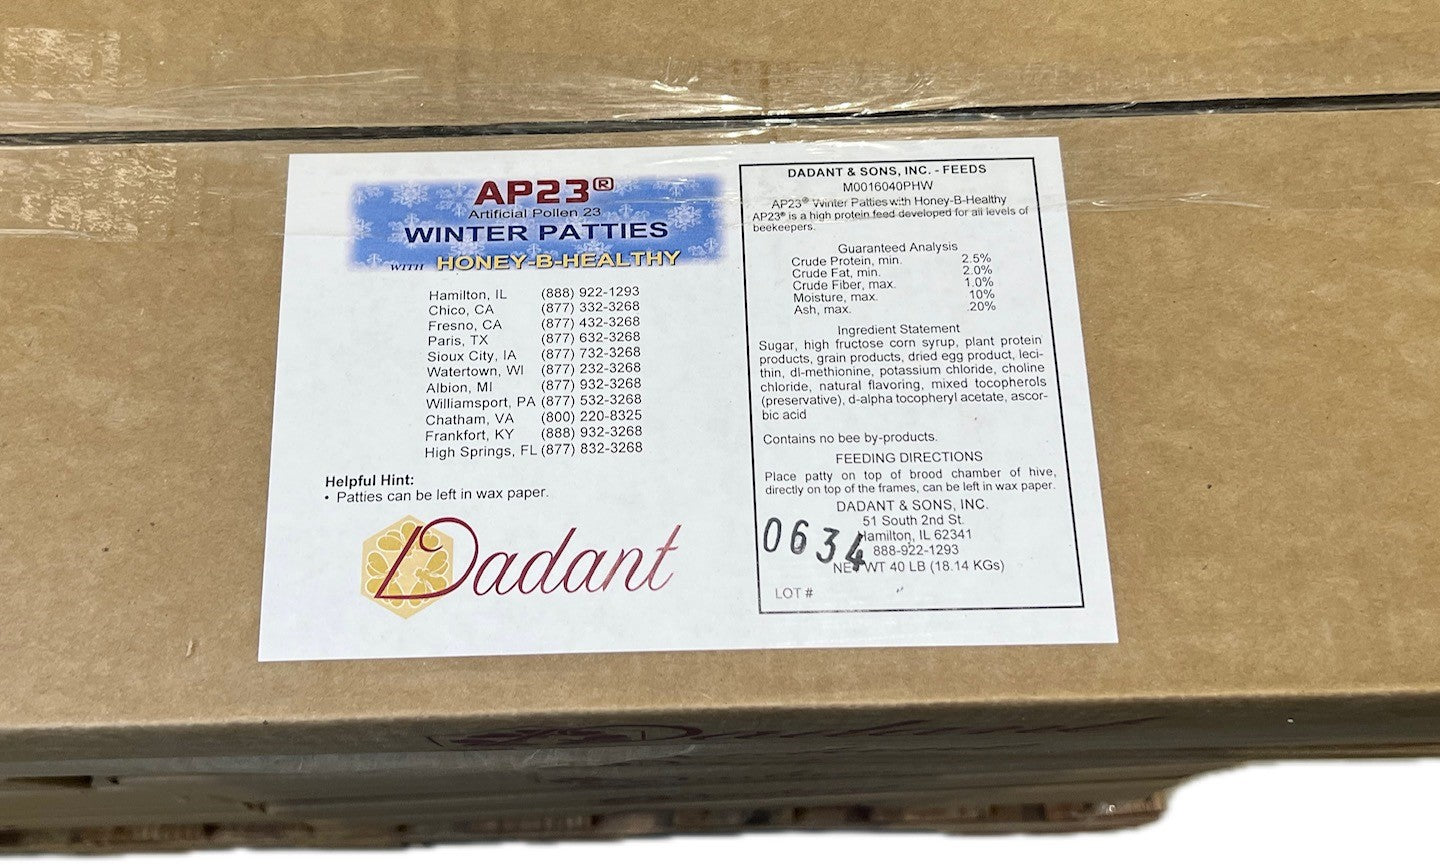 AP23®
Artificial Pollen 23
WINTER PATTIES
WITH HONEY-B-HEALTHY
Hamilton, IL (888) 922-1293
Chico, CA (877) 332-3268
Fresno, CA (877) 432-3268
Paris, TX (877) 632-3268
Sioux City, IA (877) 732-3268
Watertown, WI (877) 232-3268
Albion, MI (877) 932-3268
Williamsport, PA (877) 532-3268
Chatham, VA (800) 220-8325
Frankfort, KY (888) 932-3268
High Springs, FL (877) 832-3268
Helpful Hint:
• Patties can be left in wax paper.
Dadant
DADANT & SONS, INC. - FEEDS
M0016040PHW
AP23® Winter Patties with Honey-B-Healthy
AP23® is a high protein feed developed for all levels of
beekeepers.
Guaranteed Analysis
Crude Protein, min. 2.5%
Crude Fat, min. 2.0%
Crude Fiber, max. 1.0%
Moisture, max. 10%
Ash, max. .20%
Ingredient Statement
Sugar, high fructose corn syrup, plant protein
products, grain products, dried egg product, leci-
thin, dl-methionine, potassium chloride, choline
chloride, natural flavoring, mixed tocopherols
(preservative), d-alpha tocopheryl acetate, ascor-
bic acid
Contains no bee by-products.
FEEDING DIRECTIONS
Place patty on top of brood chamber of hive,
directly on top of the frames, can be left in wax paper.
DADANT & SONS, INC.
51 South 2nd St.
Hamilton, IL 62341
0634
888-922-1293
NET WT 40 LB (18.14 KGs)
LOT #